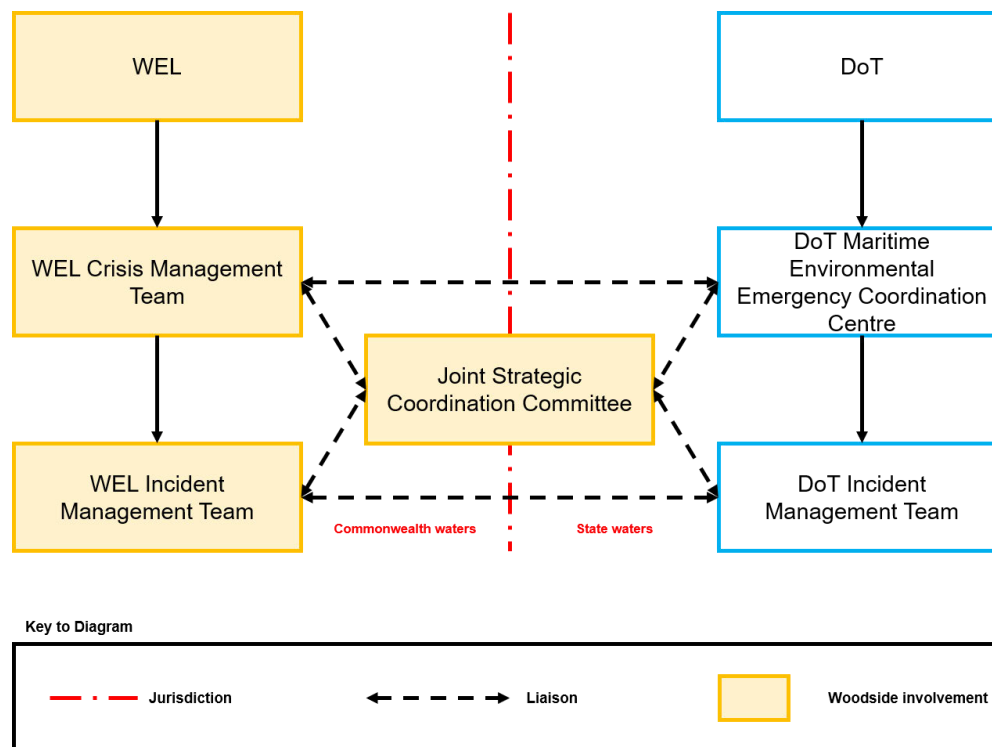 WEL
DoT
WEL Crisis Management
Team
DoT Maritime
Environmental
Emergency Coordination
Centre
Joint Strategic
Coordination Committee
WEL Incident
Management Team
DoT Incident
Management Team
Commonwealth waters
State waters
Key to Diagram
Jurisdiction
Liaison
Woodside involvement